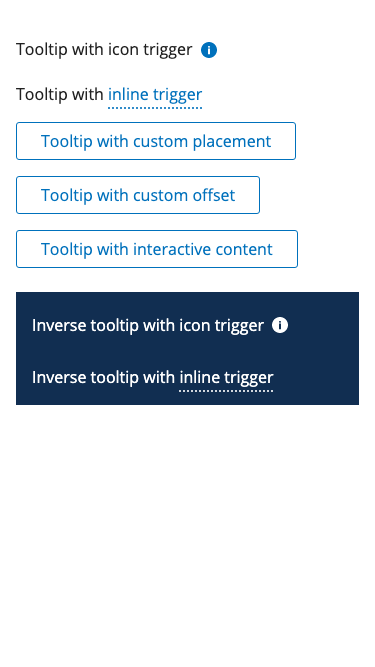 Tooltip with icon trigger
Tooltip with inline trigger
Tooltip with custom placement
Tooltip with custom offset
Tooltip with interactive content
Inverse tooltip with icon trigger
Inverse tooltip with inline trigger